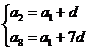 a₂ = a₁ + d
a₈ = a₁ + 7d